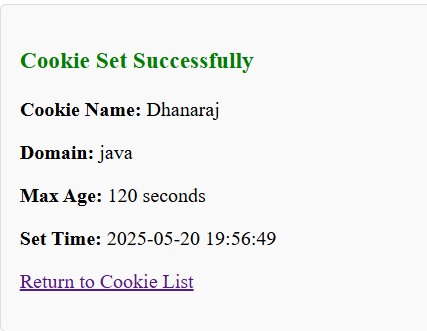 Cookie Set Successfully
Cookie Name: Dhanaraj
Domain: java
Max Age: 120 seconds
Set Time: 2025-05-20 19:56:49
Return to Cookie List